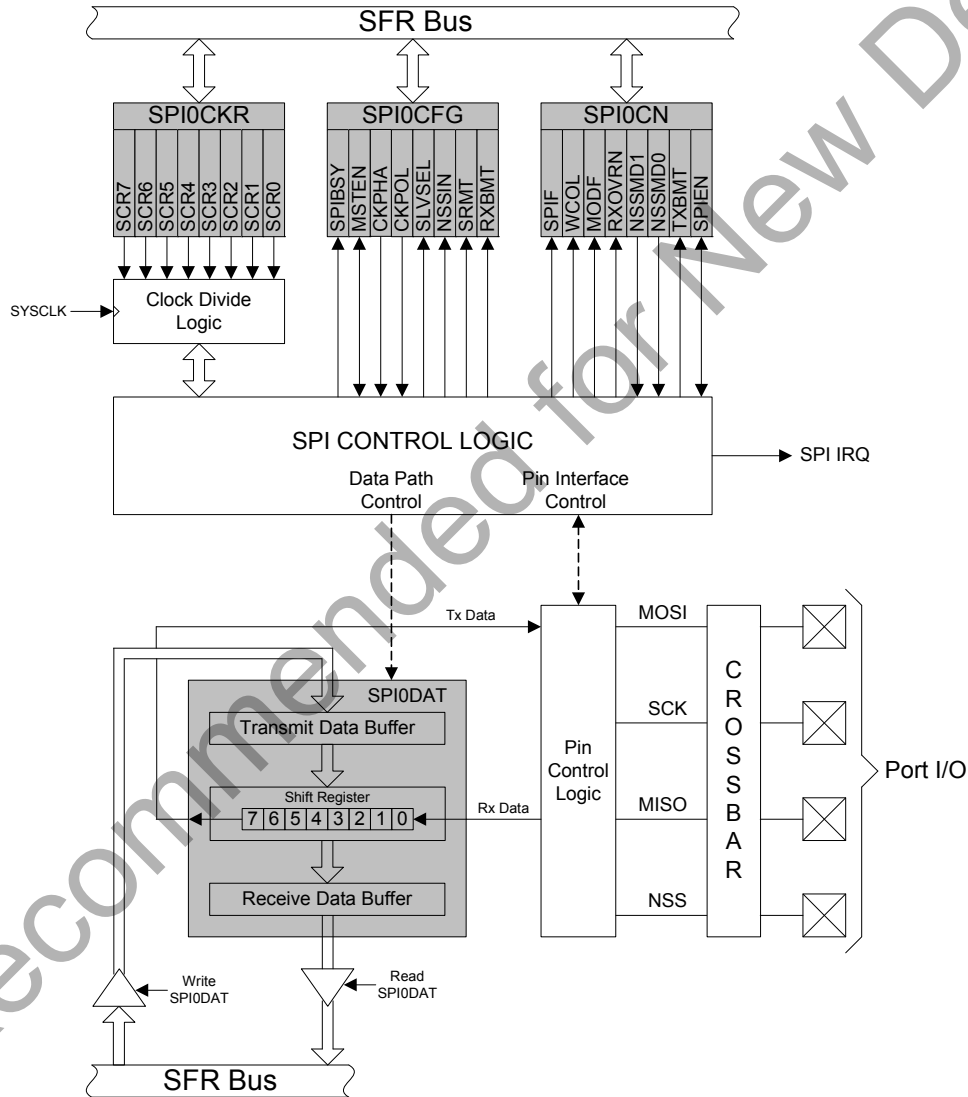 SFR Bus
SPI0CKR
SCR7
SCR6
SCR5
SCR4
SCR3
SCR2
SCR1
SCR0
SPI0CFG
SPIBSY
MSTEN
CKPHA
CKPOL
SLVSEL
NSSIN
SRMT
RXBMT
SPI0CN
SPIF
WCOL
MODF
RXOVRN
NSSMD1
NSSMD0
TXBMT
SPIEN
SYSCLK
Clock Divide
Logic
SPI CONTROL LOGIC
Data Path
Control
Pin Interface
Control
SPI IRQ
Tx Data
SPI0DAT
Transmit Data Buffer
Shift Register
7 6 5 4 3 2 1 0
Rx Data
Receive Data Buffer
Pin
Control
Logic
MOSI
SCK
MISO
NSS
CROSSBAR
Port I/O
Write
SPI0DAT
Read
SPI0DAT
SFR Bus
ecommended for New De